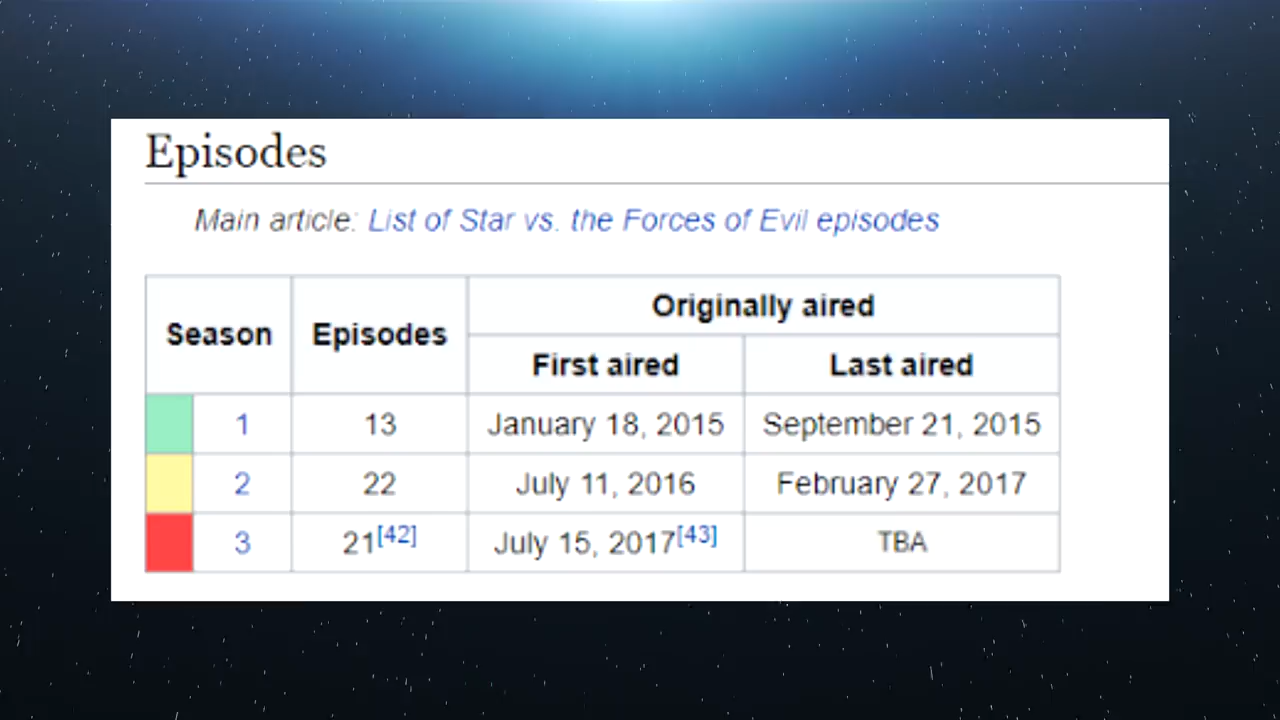 Episodes
Main article: List of Star vs. the Forces of Evil episodes
Season Episodes Originally aired
First aired Last aired
1 13 January 18, 2015 September 21, 2015
2 22 July 11, 2016 February 27, 2017
3 21[42] July 15, 2017[43] TBA